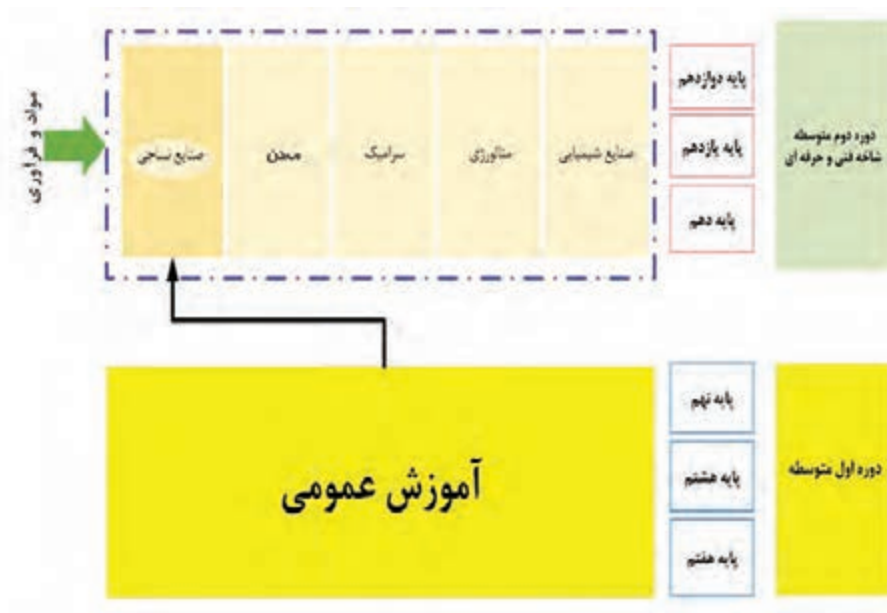 دوره دوم متوسطه
شاخه فنی و حرفه ای
پایه دوازدهم
پایه یازدهم
پایه دهم
صنایع شیمیایی
متالورژی
سرامیک
معدن
صنایع نساجی
مواد و فراوری
دوره اول متوسطه
پایه نهم
پایه هشتم
پایه هفتم
آموزش عمومی